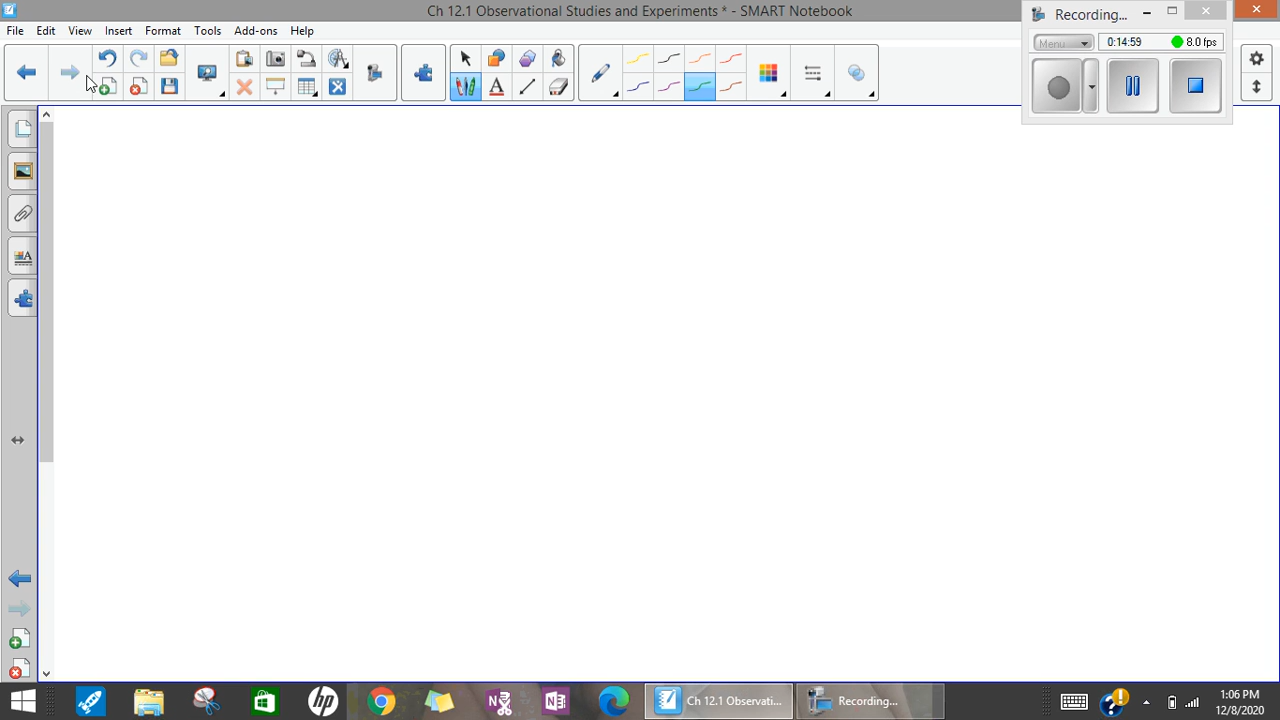 Ch 12.1 Observational Studies and Experiments * - SMART Notebook
Recording...
File Edit View Insert Format Tools Add-ons Help
Menu 0:14:59 8.0 fps
Ch 12.1 Observati... Recording...
1:06 PM
12/8/2020